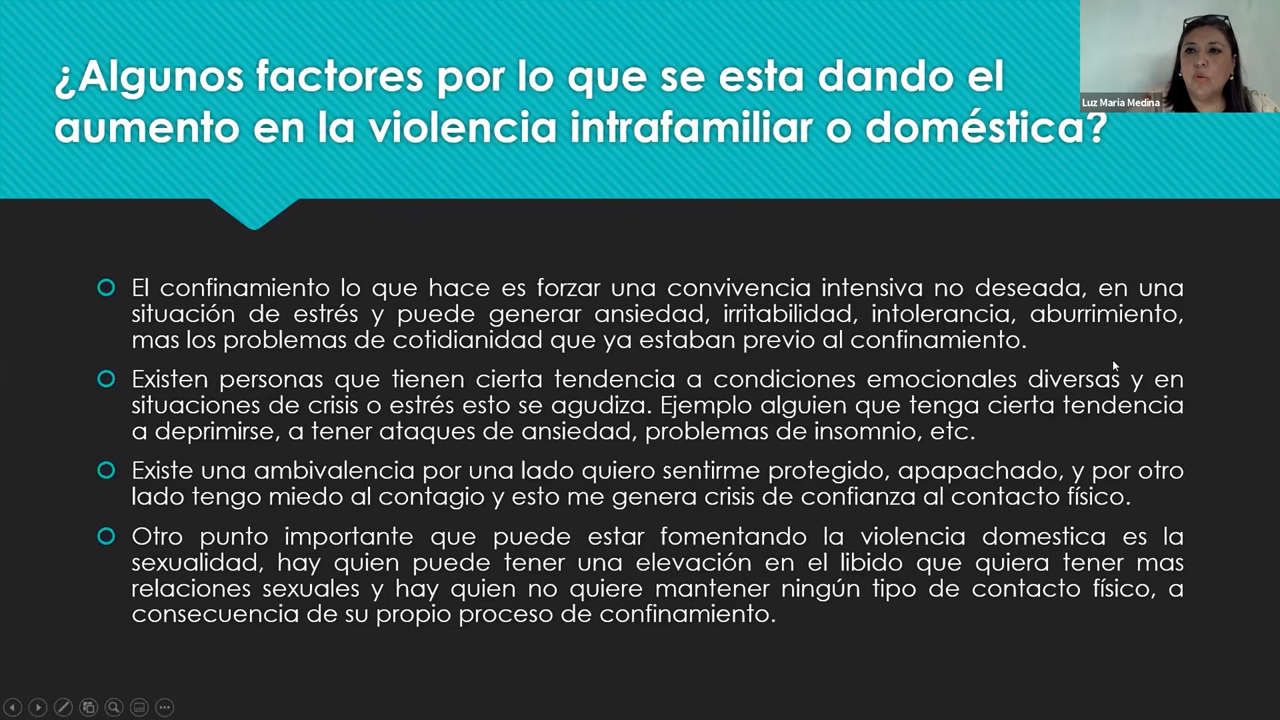 ¿Algunos factores por lo que se esta dando el
aumento en la violencia intrafamiliar o doméstica?
Luz Maria Medina
El confinamiento lo que hace es forzar una convivencia intensiva no deseada, en una
situación de estrés y puede generar ansiedad, irritabilidad, intolerancia, aburrimiento,
mas los problemas de cotidianidad que ya estaban previo al confinamiento.
Existen personas que tienen cierta tendencia a condiciones emocionales diversas y en
situaciones de crisis o estrés esto se agudiza. Ejemplo alguien que tenga cierta tendencia
a deprimirse, a tener ataques de ansiedad, problemas de insomnio, etc.
Existe una ambivalencia por una lado quiero sentirme protegido, apapachado, y por otro
lado tengo miedo al contagio y esto me genera crisis de confianza al contacto físico.
Otro punto importante que puede estar fomentando la violencia domestica es la
sexualidad, hay quien puede tener una elevación en el libido que quiera tener mas
relaciones sexuales y hay quien no quiere mantener ningún tipo de contacto físico, a
consecuencia de su propio proceso de confinamiento.